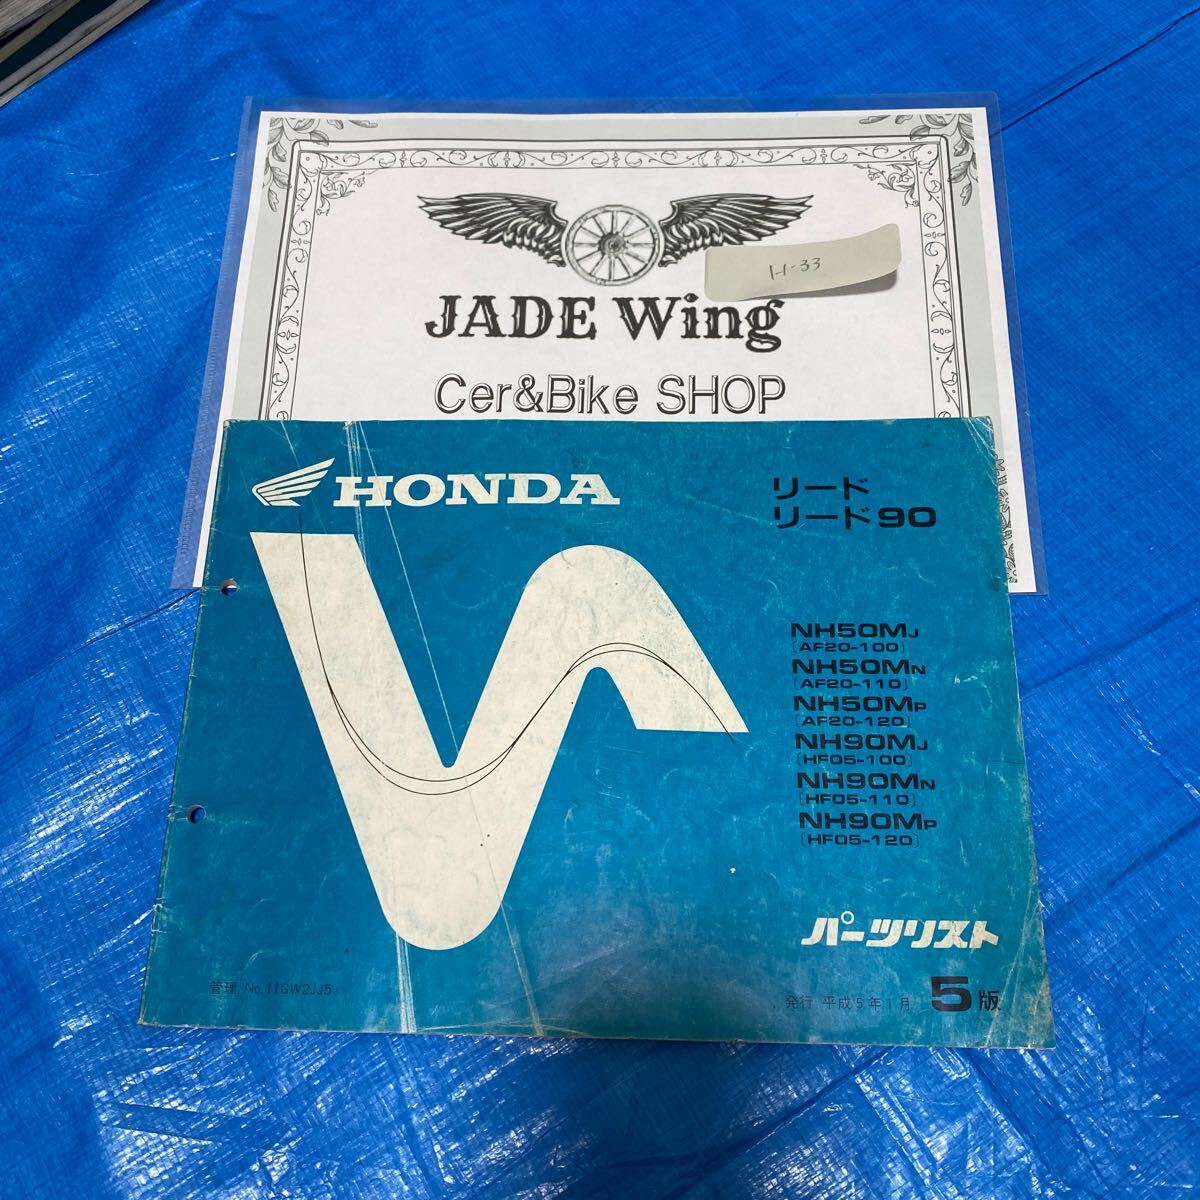 H-33
JADE Wing
Cer&Bike SHOP
HONDA
リード
リード90
NH50MJ
(AF20-100)
NH50MN
(AF20-110)
NH50MP
(AF20-120)
NH90MJ
(HF05-100)
NH90MN
(HF05-110)
NH90MP
(HF05-120)
パーツリスト
管理 No.11GW2JJ5
発行 平成5年1月 5版